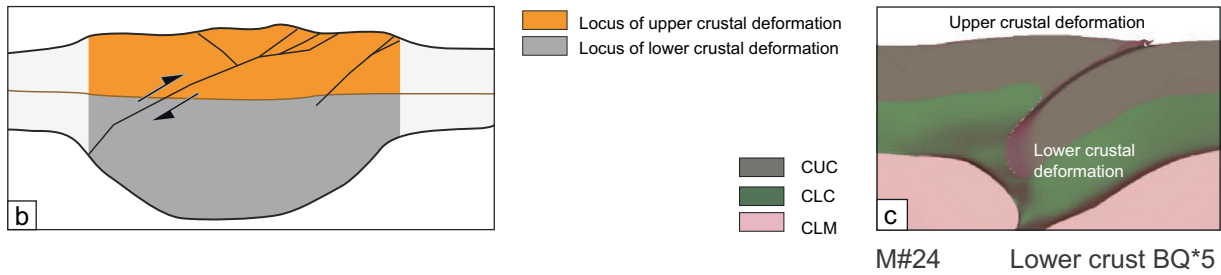 b
Locus of upper crustal deformation
Locus of lower crustal deformation
CUC
CLC
CLM
Upper crustal deformation
Lower crustal
deformation
c
M#24 Lower crust BQ*5